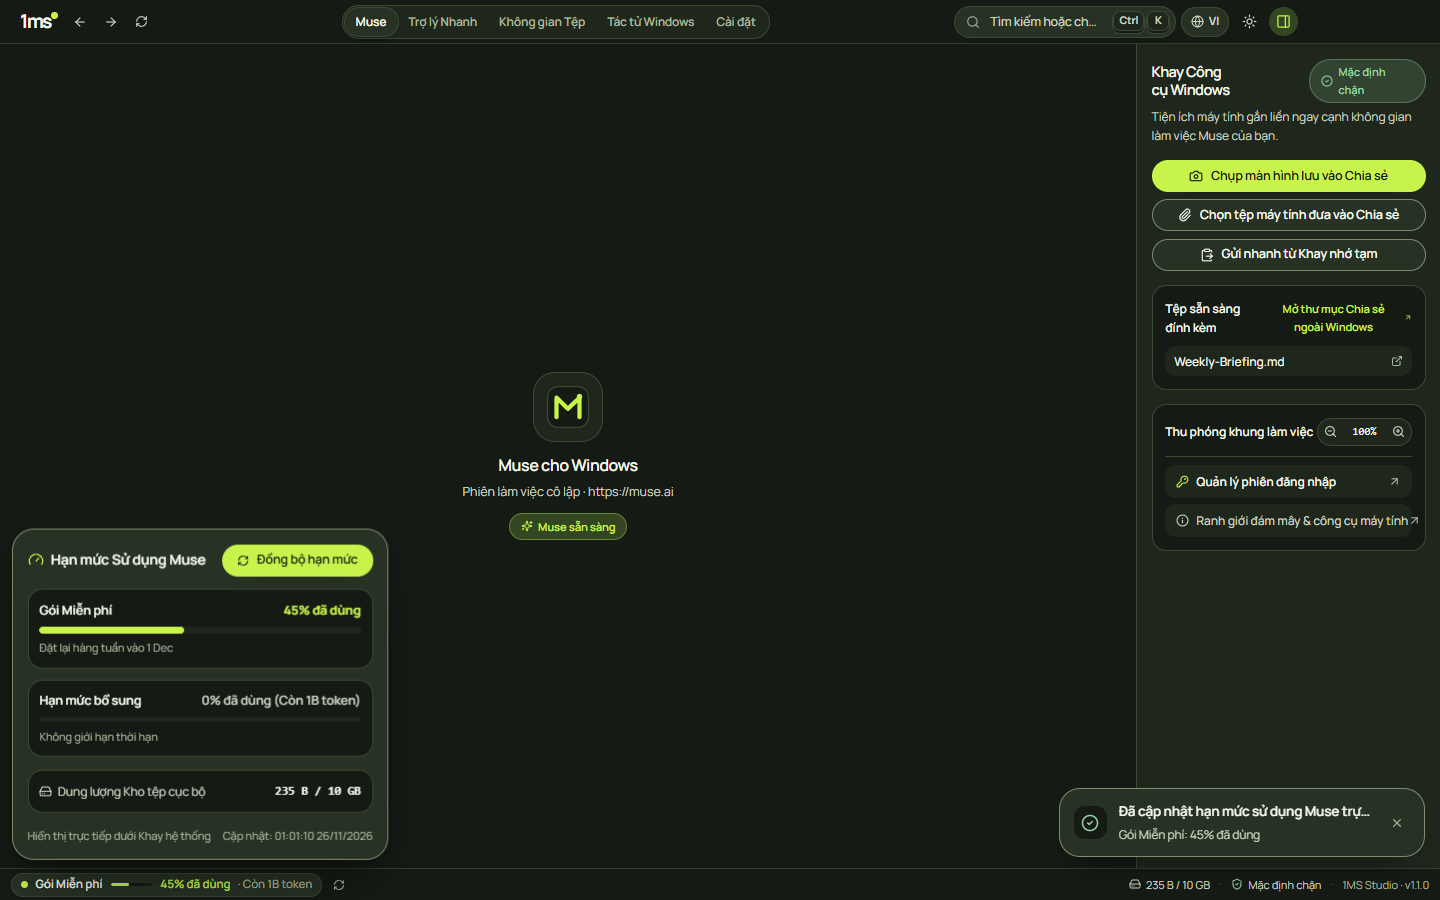 1ms
Muse
Trợ lý Nhanh
Không gian Tệp
Tác tử Windows
Cài đặt
Tìm kiếm hoặc ch...
Ctrl
K
VI
Khay Công
cụ Windows
Mặc định
chặn
Tiện ích máy tính gắn liền ngay cạnh không gian
làm việc Muse của bạn.
Chụp màn hình lưu vào Chia sẻ
Chọn tệp máy tính đưa vào Chia sẻ
Gửi nhanh từ Khay nhớ tạm
Tệp sẵn sàng
đính kèm
Mở thư mục Chia sẻ
ngoài Windows
Weekly-Briefing.md
Thu phóng khung làm việc
100%
Quản lý phiên đăng nhập
Ranh giới đám mây & công cụ máy tính
Muse cho Windows
Phiên làm việc cô lập · https://muse.ai
Muse sẵn sàng
Hạn mức Sử dụng Muse
Đồng bộ hạn mức
Gói Miễn phí
45% đã dùng
Đặt lại hàng tuần vào 1 Dec
Hạn mức bổ sung
0% đã dùng (Còn 1B token)
Không giới hạn thời hạn
Dung lượng Kho tệp cục bộ
235 B / 10 GB
Hiển thị trực tiếp dưới Khay hệ thống
Cập nhật: 01:01:10 26/11/2026
Đã cập nhật hạn mức sử dụng Muse trự...
Gói Miễn phí: 45% đã dùng
Gói Miễn phí
45% đã dùng
· Còn 1B token
235 B / 10 GB
·
Mặc định chặn
·
1MS Studio · v1.1.0